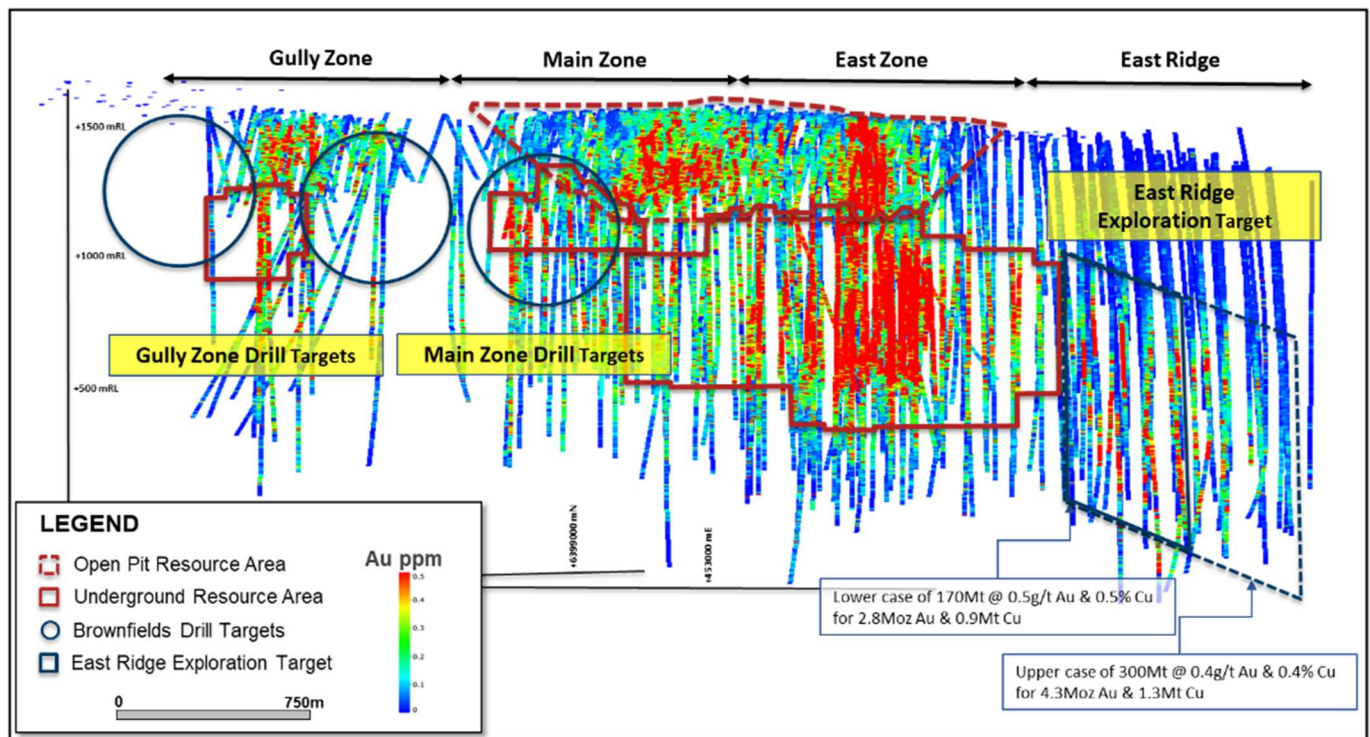 Gully Zone
Main Zone
East Zone
East Ridge
+1500 mRL
+1000 mRL
+500 mRL
East Ridge
Exploration Target
Gully Zone Drill Targets
Main Zone Drill Targets
+6399000 mN
+453000 mE
Lower case of 170Mt @ 0.5g/t Au & 0.5% Cu
for 2.8Moz Au & 0.9Mt Cu
Upper case of 300Mt @ 0.4g/t Au & 0.4% Cu
for 4.3Moz Au & 1.3Mt Cu
LEGEND
Open Pit Resource Area
Underground Resource Area
Brownfields Drill Targets
East Ridge Exploration Target
0 750m
Au ppm
0.5
0.4
0.3
0.2
0.1
0